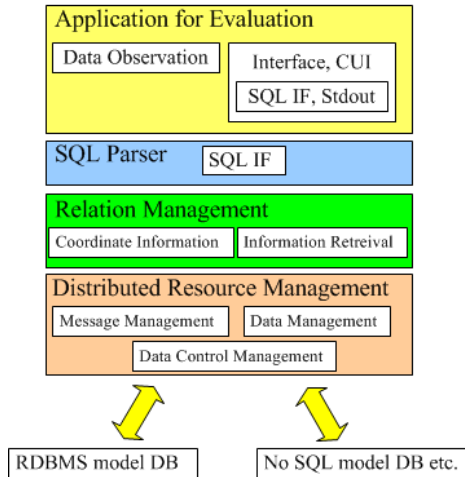 Application for Evaluation
Data Observation
Interface, CUI
SQL IF, Stdout
SQL Parser
SQL IF
Relation Management
Coordinate Information
Information Retreival
Distributed Resource Management
Message Management
Data Management
Data Control Management
RDBMS model DB
No SQL model DB etc.